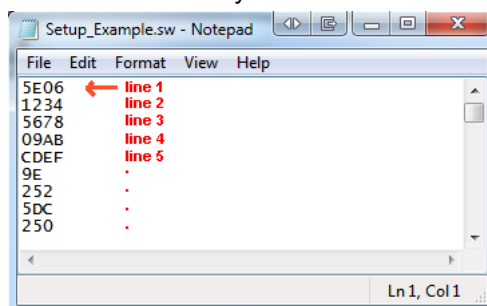 Setup_Example.sw - Notepad
File Edit Format View Help
5E06 line 1
1234 line 2
5678 line 3
09AB line 4
CDEF line 5
9E .
252 .
5DC .
250 .
Ln 1, Col 1